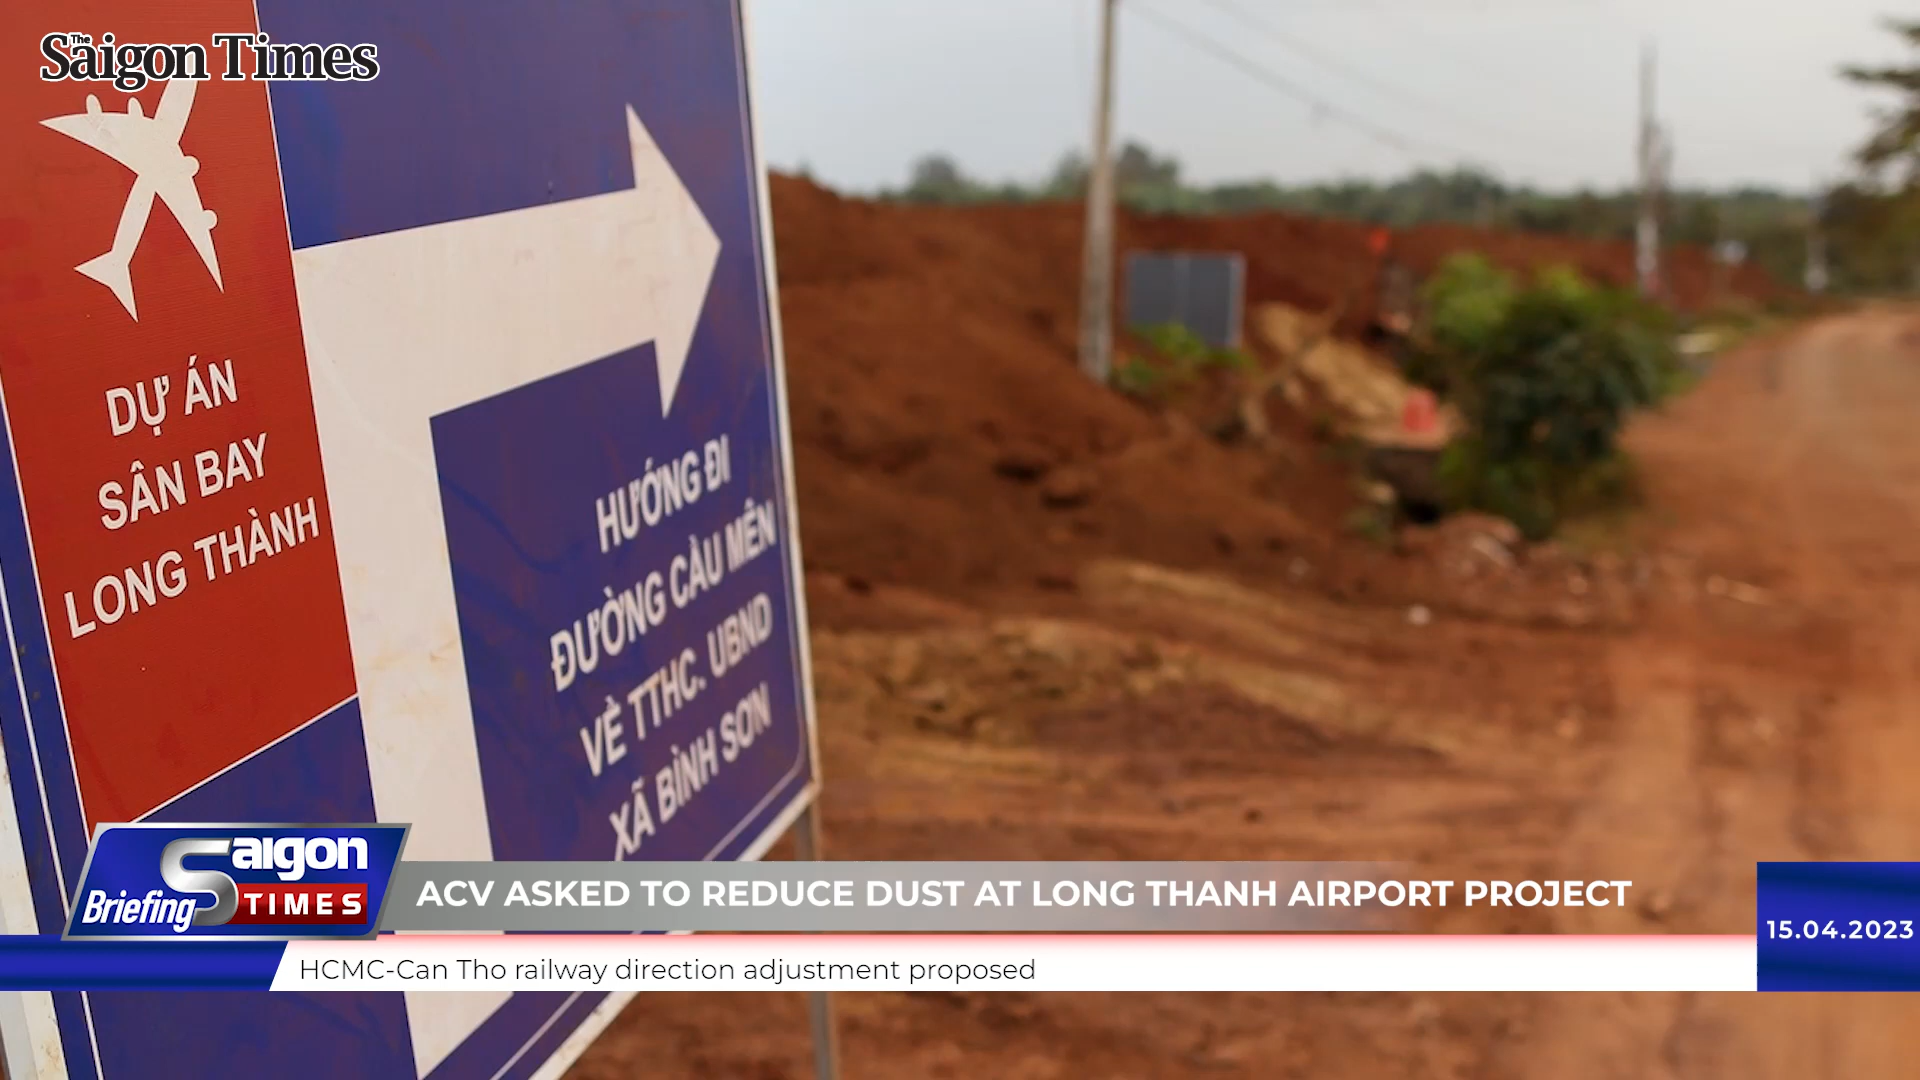 The Saigon Times
DỰ ÁN
SÂN BAY
LONG THÀNH
HƯỚNG ĐI
ĐƯỜNG CẦU MÊN
VỀ TTHC. UBND
XÃ BÌNH SƠN
Saigon
Briefing TIMES
ACV ASKED TO REDUCE DUST AT LONG THANH AIRPORT PROJECT
15.04.2023
HCMC-Can Tho railway direction adjustment proposed